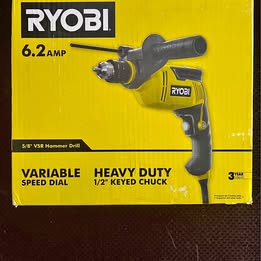 RYOBI
6.2 AMP
RYOBI
5/8" VSR Hammer Drill
VARIABLE
SPEED DIAL
HEAVY DUTY
1/2" KEYED CHUCK
3 YEAR